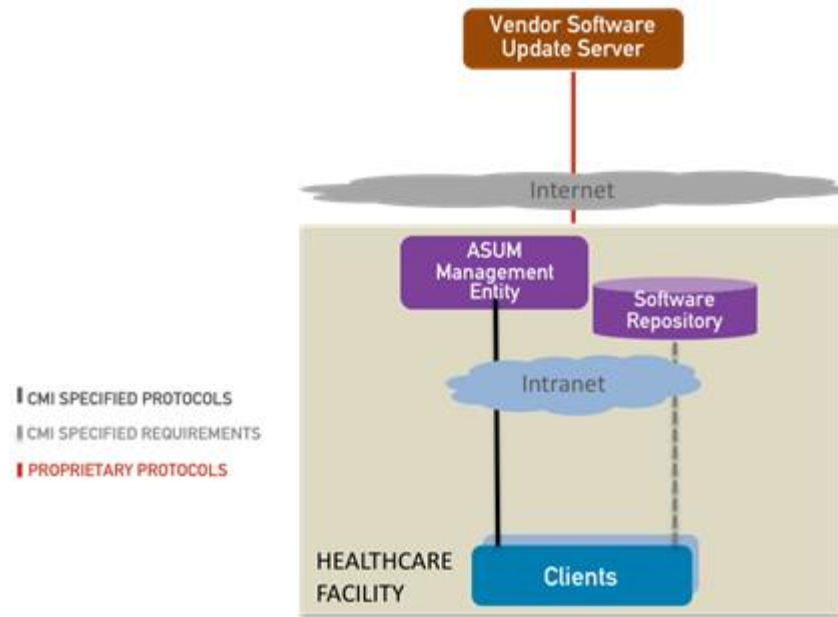 Vendor Software
Update Server
Internet
ASUM
Management
Entity
Software
Repository
Intranet
CMI SPECIFIED PROTOCOLS
CMI SPECIFIED REQUIREMENTS
PROPRIETARY PROTOCOLS
HEALTHCARE
FACILITY
Clients